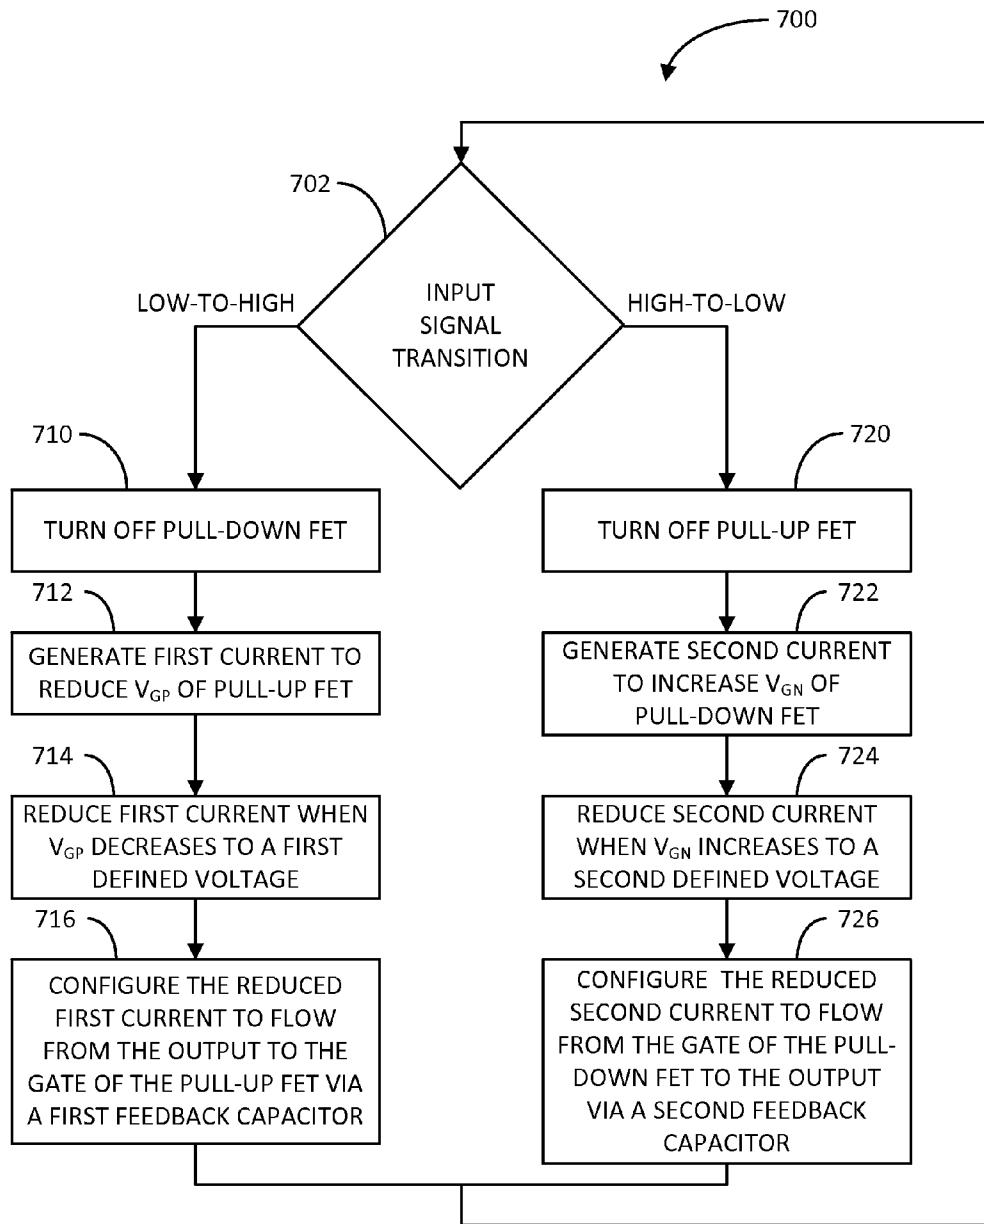 700
702
INPUT
SIGNAL
TRANSITION
LOW-TO-HIGH
HIGH-TO-LOW
710
TURN OFF PULL-DOWN FET
712
GENERATE FIRST CURRENT TO
REDUCE V_GP OF PULL-UP FET
714
REDUCE FIRST CURRENT WHEN
V_GP DECREASES TO A FIRST
DEFINED VOLTAGE
716
CONFIGURE THE REDUCED
FIRST CURRENT TO FLOW
FROM THE OUTPUT TO THE
GATE OF THE PULL-UP FET VIA
A FIRST FEEDBACK CAPACITOR
720
TURN OFF PULL-UP FET
722
GENERATE SECOND CURRENT
TO INCREASE V_GN OF
PULL-DOWN FET
724
REDUCE SECOND CURRENT
WHEN V_GN INCREASES TO A
SECOND DEFINED VOLTAGE
726
CONFIGURE THE REDUCED
SECOND CURRENT TO FLOW
FROM THE GATE OF THE PULL-
DOWN FET TO THE OUTPUT
VIA A SECOND FEEDBACK
CAPACITOR